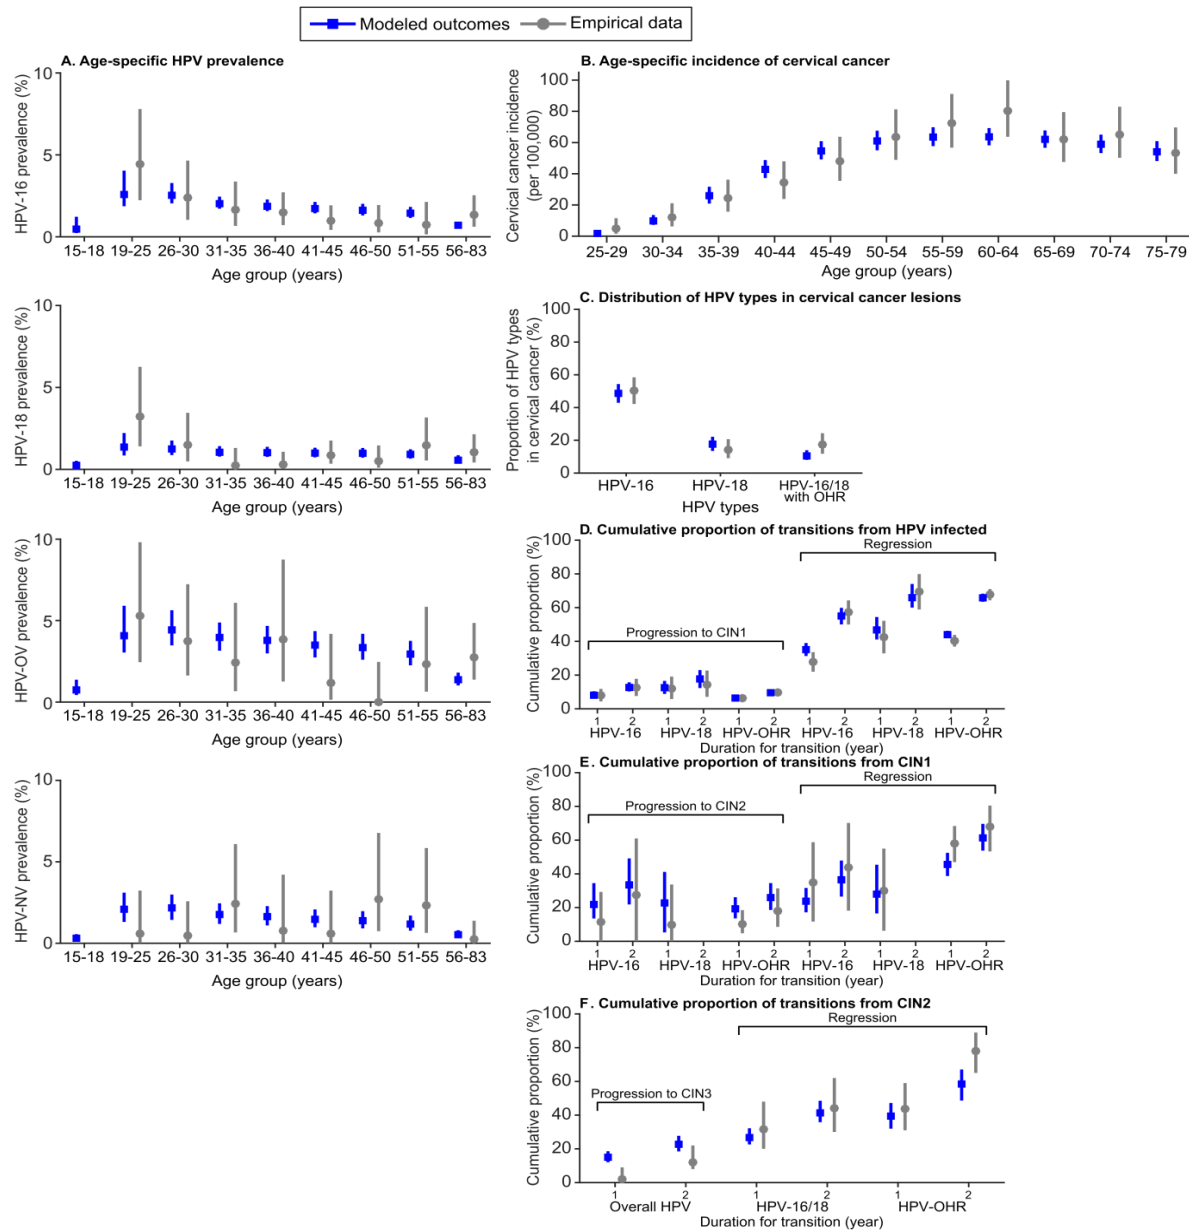 Modeled outcomes Empirical data
A. Age-specific HPV prevalence
HPV-16 prevalence (%)
10
5
0
15-18 19-25 26-30 31-35 36-40 41-45 46-50 51-55 56-83
Age group (years)
HPV-18 prevalence (%)
10
5
0
15-18 19-25 26-30 31-35 36-40 41-45 46-50 51-55 56-83
Age group (years)
HPV-OV prevalence (%)
10
5
0
15-18 19-25 26-30 31-35 36-40 41-45 46-50 51-55 56-83
Age group (years)
HPV-NV prevalence (%)
10
5
0
15-18 19-25 26-30 31-35 36-40 41-45 46-50 51-55 56-83
Age group (years)
B. Age-specific incidence of cervical cancer
Cervical cancer incidence
(per 100,000)
100
80
60
40
20
0
25-29 30-34 35-39 40-44 45-49 50-54 55-59 60-64 65-69 70-74 75-79
Age group (years)
C. Distribution of HPV types in cervical cancer lesions
Proportion of HPV types
in cervical cancer (%)
100
80
60
40
20
0
HPV-16 HPV-18 HPV-16/18
with OHR
HPV types
D. Cumulative proportion of transitions from HPV infected
Regression
Progression to CIN1
Cumulative proportion (%)
100
80
60
40
20
0
1 2 1 2 1 2 1 2 1 2 1 2
HPV-16 HPV-18 HPV-OHR HPV-16 HPV-18 HPV-OHR
Duration for transition (year)
E. Cumulative proportion of transitions from CIN1
Regression
Progression to CIN2
Cumulative proportion (%)
100
80
60
40
20
0
1 2 1 2 1 2 1 2 1 2 1 2
HPV-16 HPV-18 HPV-OHR HPV-16 HPV-18 HPV-OHR
Duration for transition (year)
F. Cumulative proportion of transitions from CIN2
Regression
Progression to CIN3
Cumulative proportion (%)
100
80
60
40
20
0
1 2 1 2 1 2
Overall HPV HPV-16/18 HPV-OHR
Duration for transition (year)